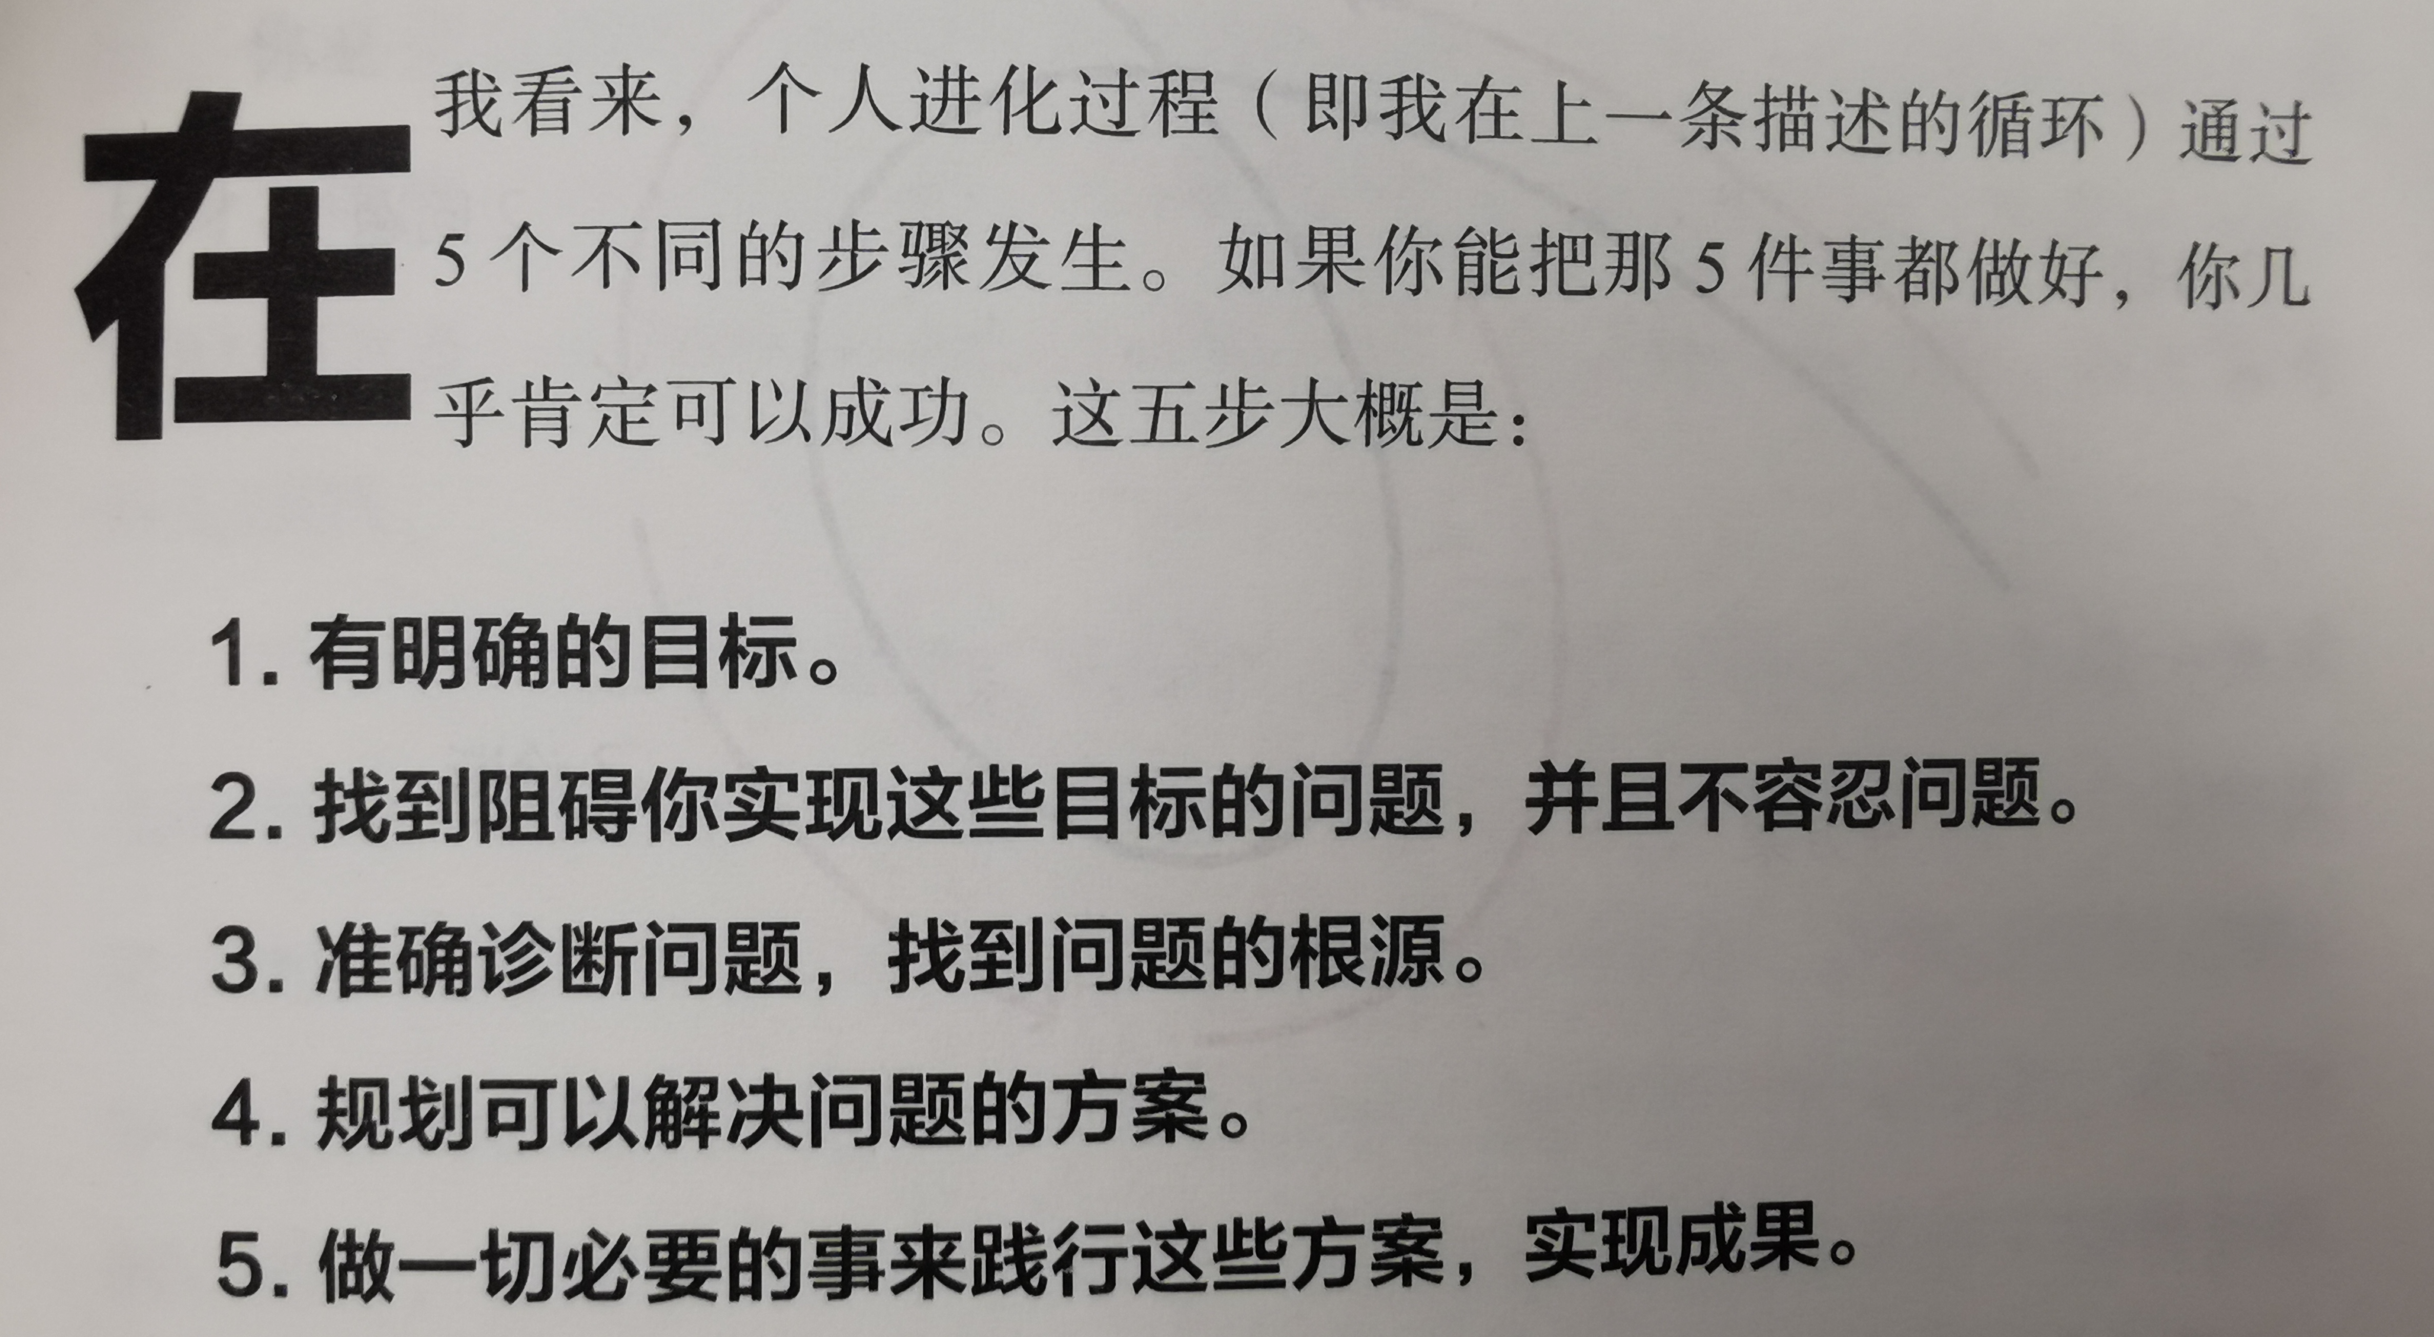 在我看来，个人进化过程（即我在上一条描述的循环）通过
5个不同的步骤发生。如果你能把那5件事都做好，你几
乎肯定可以成功。这五步大概是：
1. 有明确的目标。
2. 找到阻碍你实现这些目标的问题，并且不容忍问题。
3. 准确诊断问题，找到问题的根源。
4. 规划可以解决问题的方案。
5. 做一切必要的事来践行这些方案，实现成果。